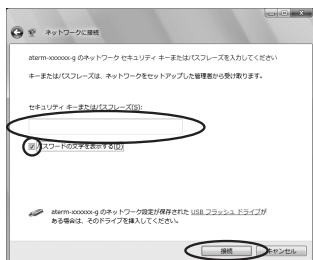 ネットワークに接続
aterm-xxxxxx-g のネットワーク セキュリティ キーまたはパスフレーズを入力してください
キーまたはパスフレーズは、ネットワークをセットアップした管理者から受け取ります。
セキュリティ キーまたはパスフレーズ(S):
パスワードの文字を表示する(D)
aterm-xxxxxx-g のネットワーク設定が保存された USB フラッシュ ドライブが
ある場合は、そのドライブを挿入してください。
接続
キャンセル